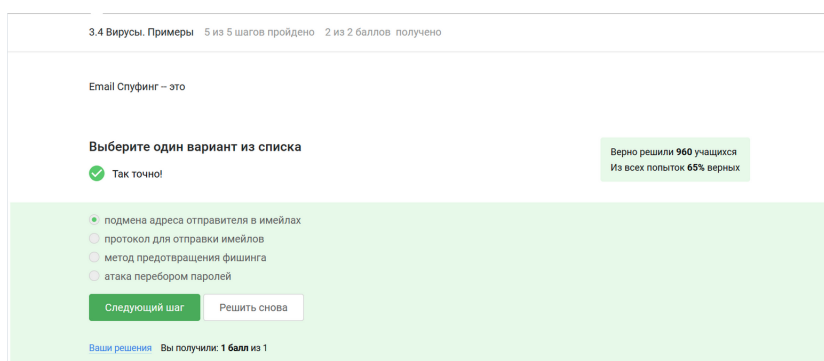 3.4 Вирусы. Примеры 5 из 5 шагов пройдено 2 из 2 баллов получено
Email Спуфинг – это
Выберите один вариант из списка
Так точно!
Верно решили 960 учащихся
Из всех попыток 65% верных
подмена адреса отправителя в имейлах
протокол для отправки имейлов
метод предотвращения фишинга
атака перебором паролей
Следующий шаг Решить снова
Ваши решения Вы получили: 1 балл из 1